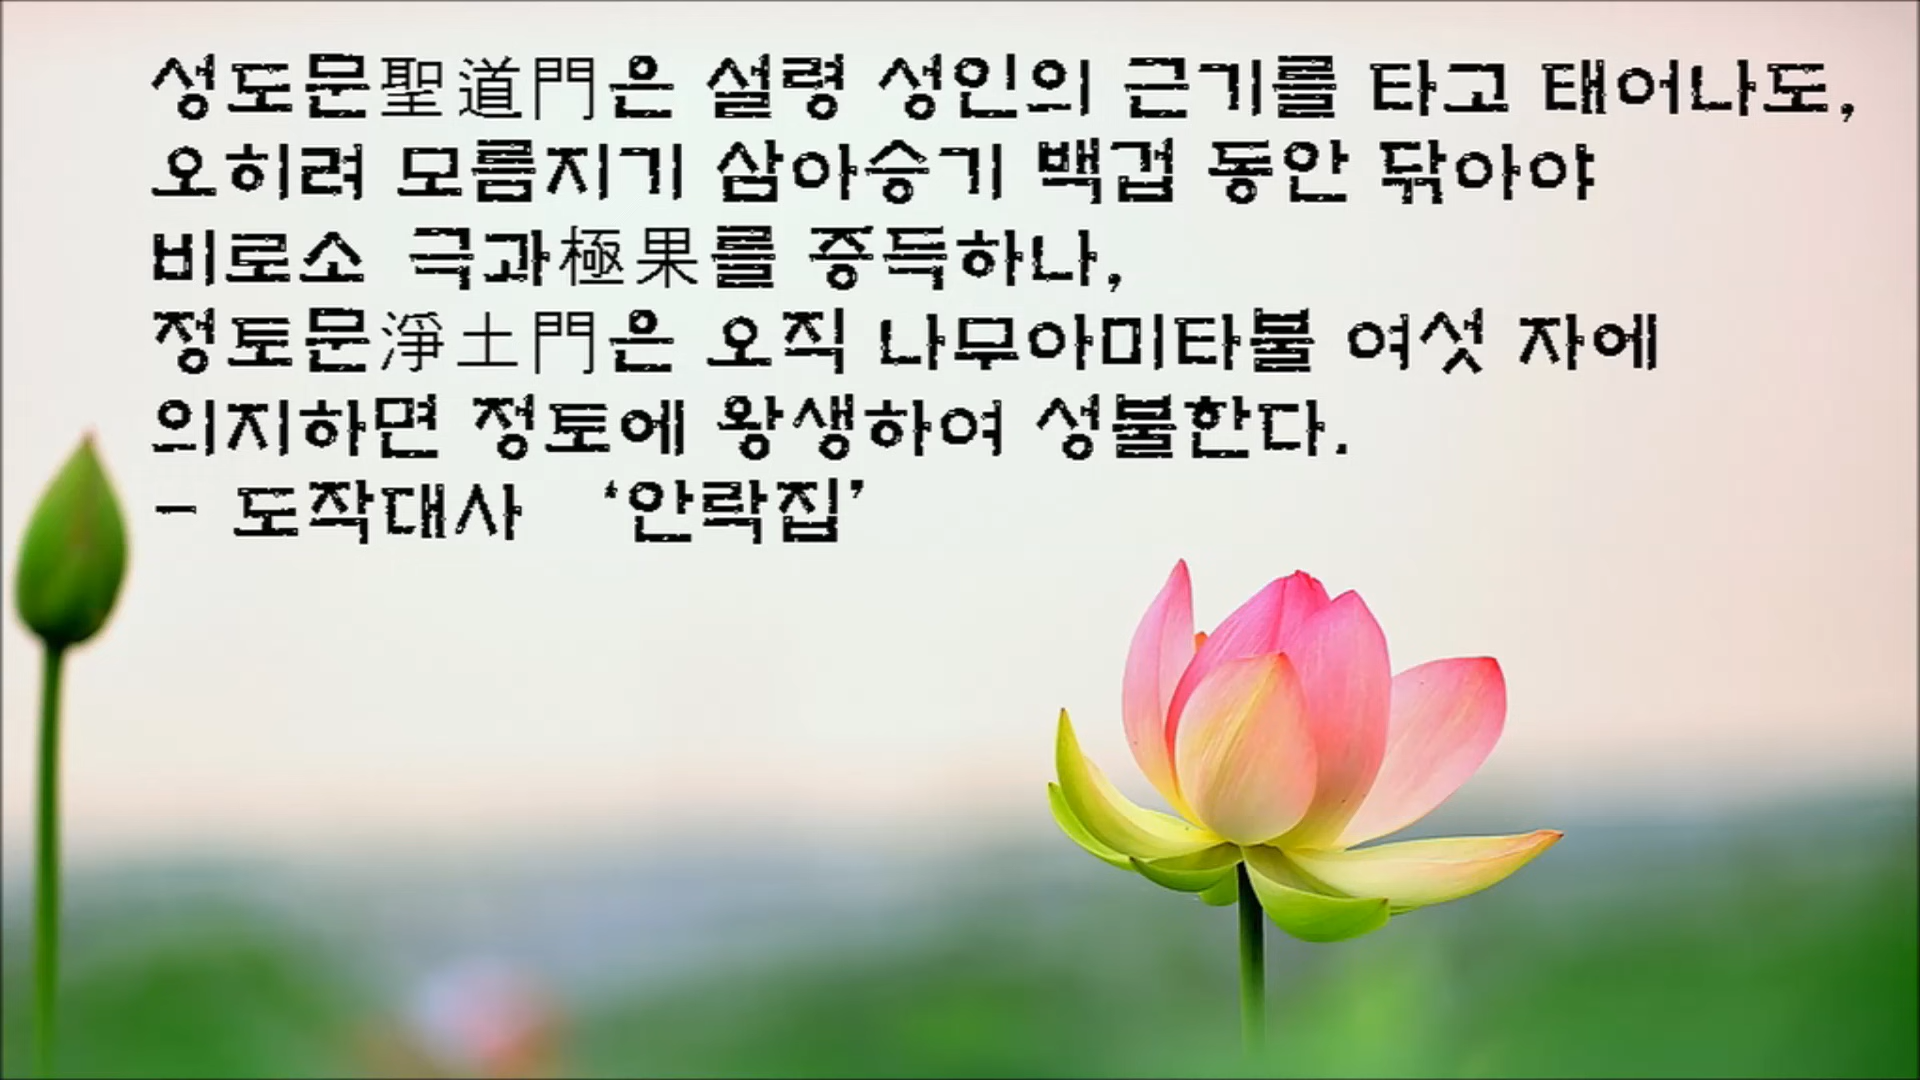 성도문聖道門은 설령 성인의 근기를 타고 태어나도,
오히려 모름지기 삼아승기 백겁 동안 닦아야
비로소 극과極果를 증득하나,
정토문淨土門은 오직 나무아미타불 여섯 자에
의지하면 정토에 왕생하여 성불한다.
- 도작대사 ‘안락집’